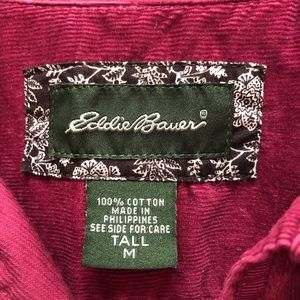 Eddie Bauer®
100% COTTON
MADE IN
PHILIPPINES
SEE SIDE FOR CARE
TALL
M